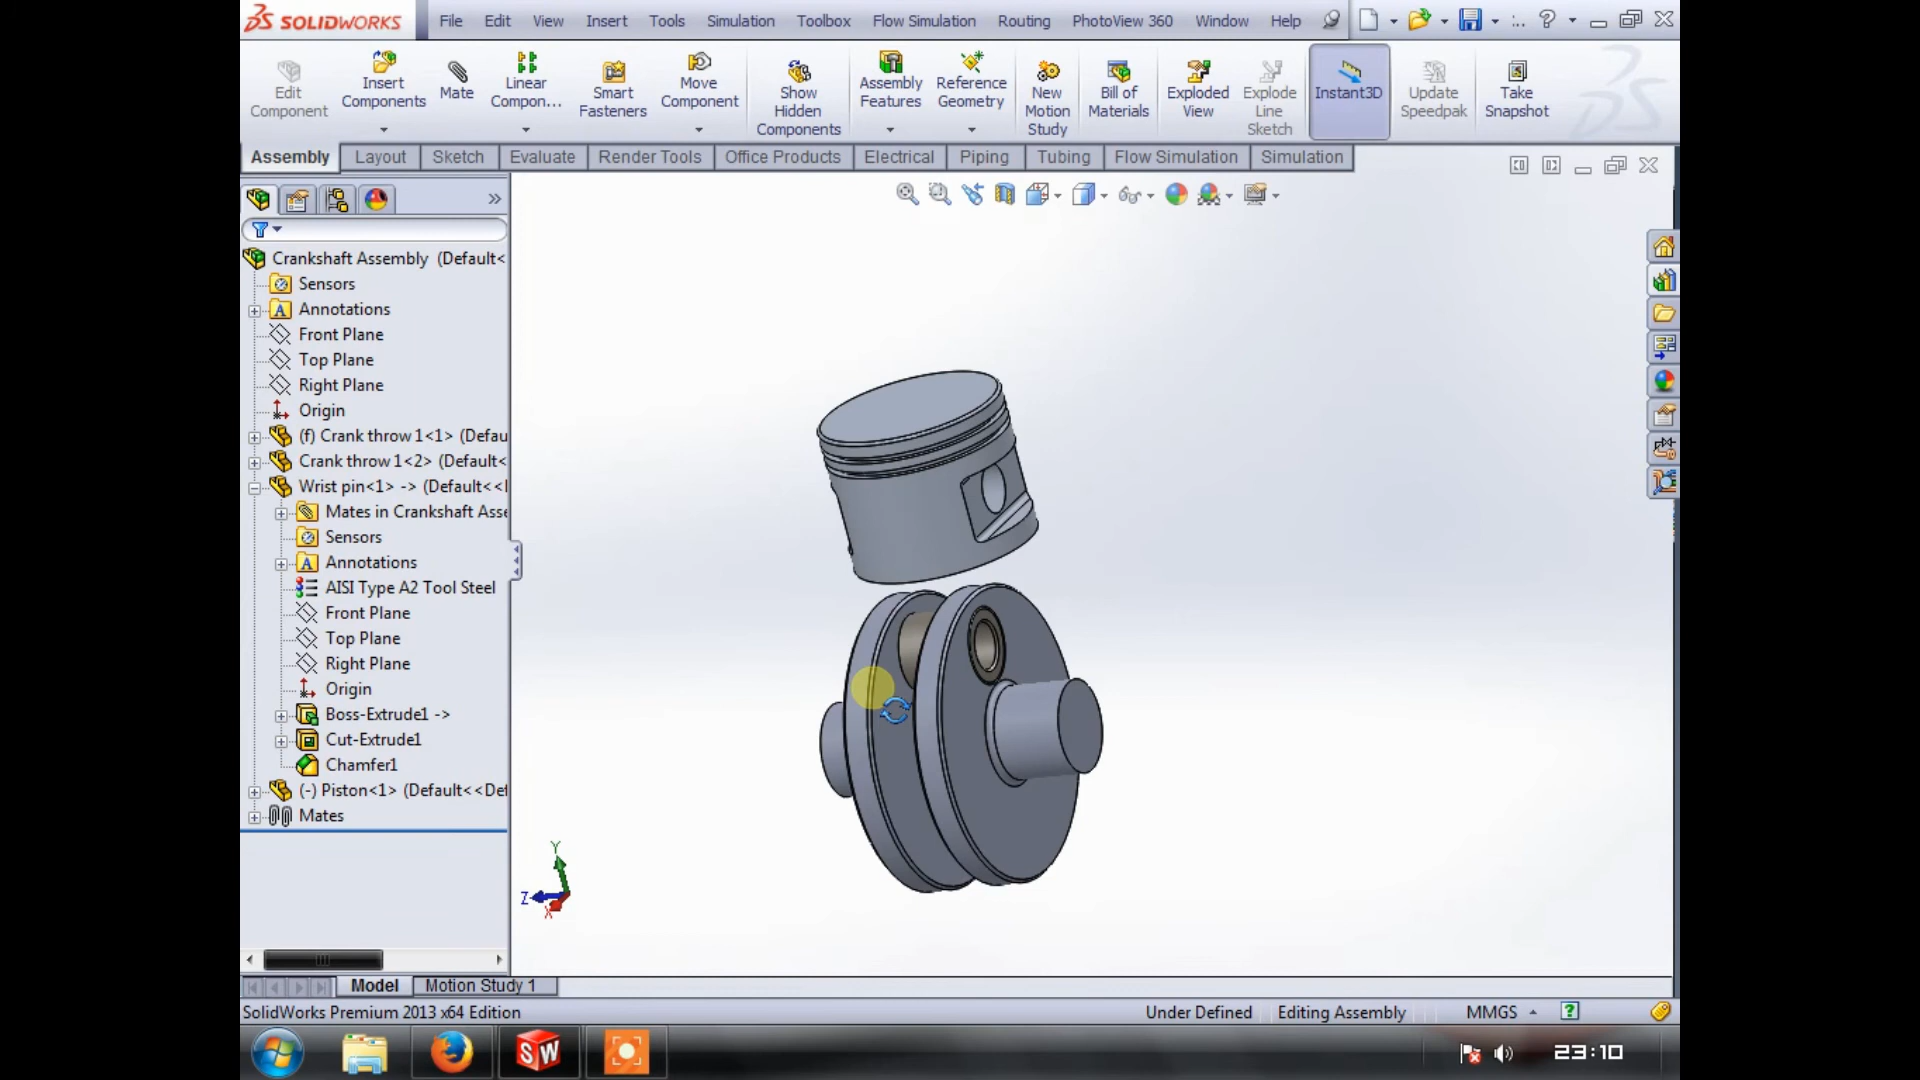 SOLIDWORKS File Edit View Insert Tools Simulation Toolbox Flow Simulation Routing PhotoView 360 Window Help
Edit Component
Insert Components
Mate
Linear Compon...
Smart Fasteners
Move Component
Show Hidden Components
Assembly Features
Reference Geometry
New Motion Study
Bill of Materials
Exploded View
Explode Line Sketch
Instant3D
Update Speedpak
Take Snapshot
Assembly Layout Sketch Evaluate Render Tools Office Products Electrical Piping Tubing Flow Simulation Simulation
Crankshaft Assembly (Default<
Sensors
Annotations
Front Plane
Top Plane
Right Plane
Origin
(f) Crank throw 1<1> (Defau
Crank throw 1<2> (Default<
Wrist pin<1> -> (Default<<
Mates in Crankshaft Asse
Sensors
Annotations
AISI Type A2 Tool Steel
Front Plane
Top Plane
Right Plane
Origin
Boss-Extrude1 ->
Cut-Extrude1
Chamfer1
(-) Piston<1> (Default<<Def
Mates
Y
Z
X
Model Motion Study 1
SolidWorks Premium 2013 x64 Edition Under Defined Editing Assembly MMGS
SW
23:10